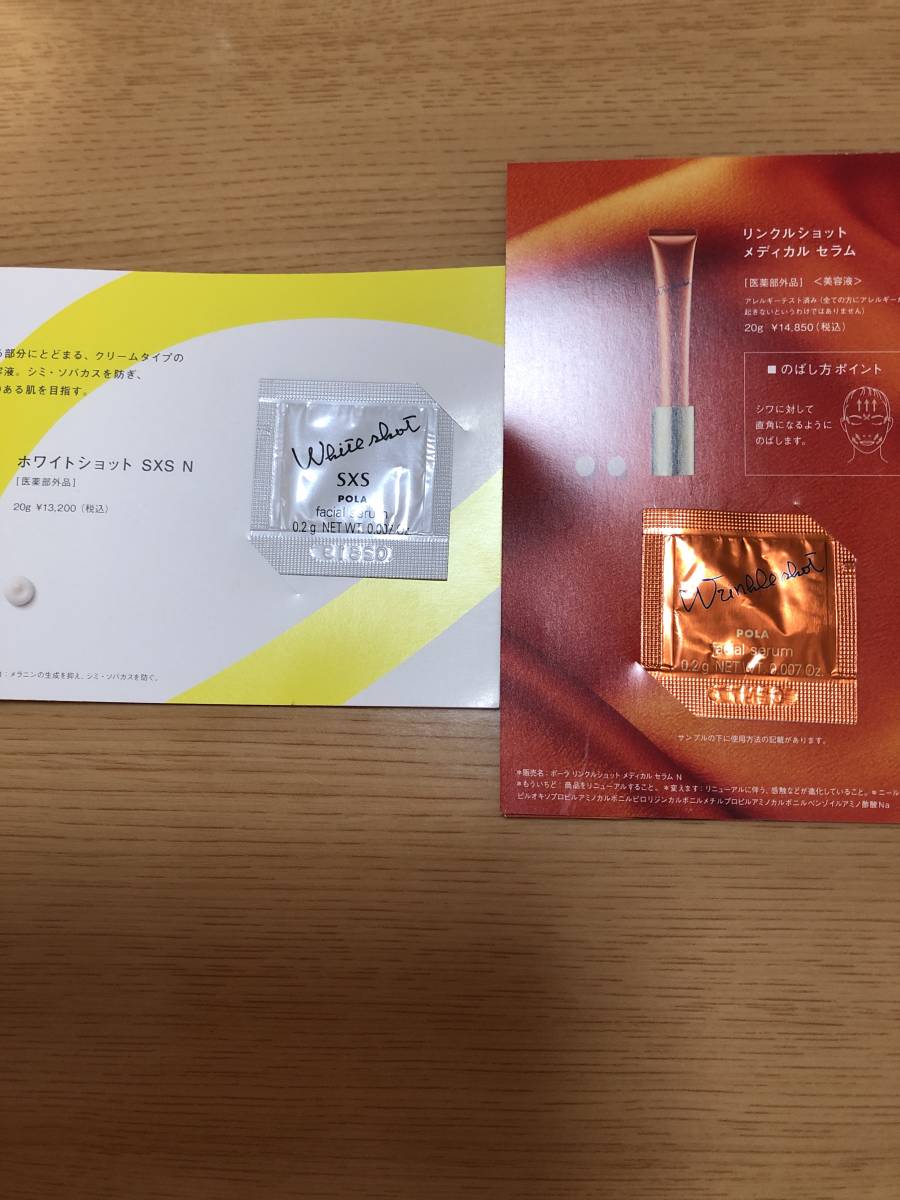 る部分にとどまる、クリームタイプの
容液。シミ・ソバカスを防ぎ、
のある肌を目指す。
ホワイトショット SXS N
[医薬部外品]
20g ¥13,200(税込)
White shot
SXS
POLA
facial serum
0.2 g NET WT. 0.007 Oz.
：メラニンの生成を抑え、シミ・ソバカスを防ぐ。
リンクルショット
メディカル セラム
[医薬部外品] <美容液>
アレルギーテスト済み(全ての方にアレルギーが
起きないというわけではありません)
20g ¥14,850(税込)
■ のばし方ポイント
シワに対して
直角になるように
のばします。
Wrinkle shot
POLA
facial serum
0.2 g NET WT. 0.007 Oz.
サンプルの下に使用方法の記載があります。
＊販売名：ポーラ リンクルショット メディカル セラム N
＊もういちど：商品をリニューアルすること。＊変えます：リニューアルに伴う、感触などが進化していること。＊ニール
ピルオキソプロピルアミノカルボニルピロリジンカルボニルメチルプロピルアミノカルボニルベンゾイルアミノ酢酸Na